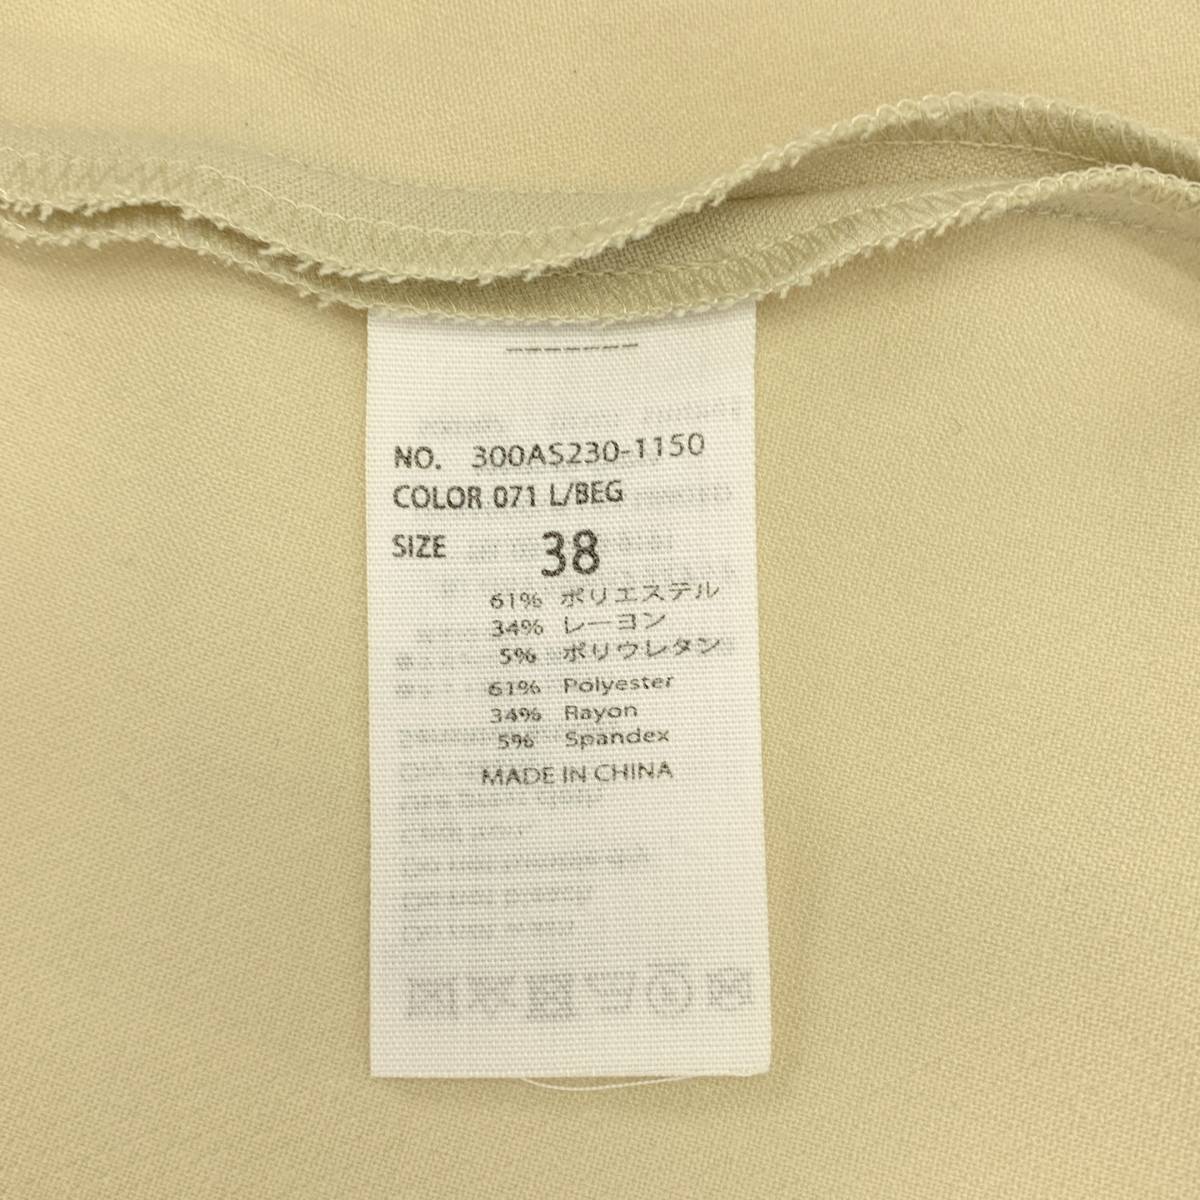 NO. 300AS230-1150
COLOR 071 L/BEG
SIZE 38
61% ポリエステル
34% レーヨン
5% ポリウレタン
61% Polyester
34% Rayon
5% Spandex
MADE IN CHINA